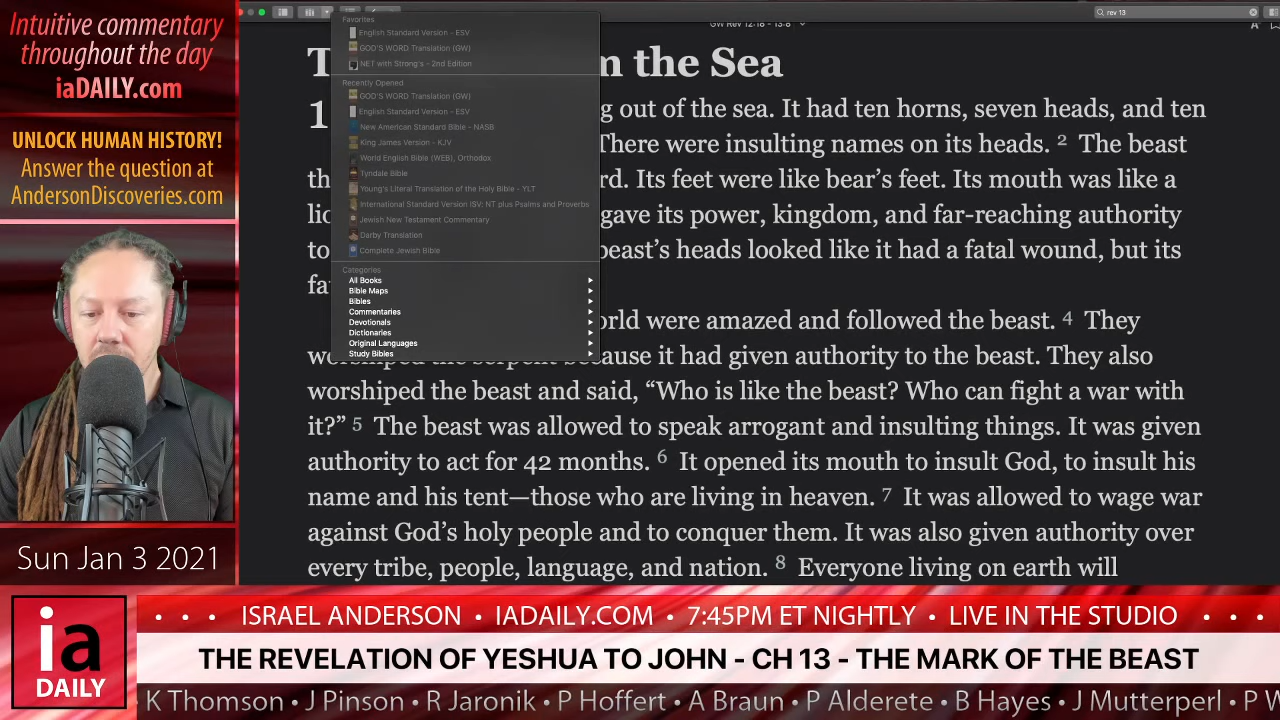 Intuitive commentary
throughout the day
iaDAILY.com
UNLOCK HUMAN HISTORY!
Answer the question at
AndersonDiscoveries.com
Sun Jan 3 2021
rev 13
GW Rev 12:18 - 13:8
Favorites
English Standard Version - ESV
GOD'S WORD Translation (GW)
NET with Strong's - 2nd Edition
Recently Opened
GOD'S WORD Translation (GW)
English Standard Version - ESV
New American Standard Bible - NASB
King James Version - KJV
World English Bible (WEB), Orthodox
Tyndale Bible
Young's Literal Translation of the Holy Bible - YLT
International Standard Version ISV: NT plus Psalms and Proverbs
Jewish New Testament Commentary
Darby Translation
Complete Jewish Bible
Categories
All Books
Bible Maps
Bibles
Commentaries
Devotionals
Dictionaries
Original Languages
Study Bibles
T m the Sea
1 g out of the sea. It had ten horns, seven heads, and ten
There were insulting names on its heads. 2 The beast
th rd. Its feet were like bear’s feet. Its mouth was like a
lio gave its power, kingdom, and far-reaching authority
to beast’s heads looked like it had a fatal wound, but its
fa
orld were amazed and followed the beast. 4 They
worshiped the serpent because it had given authority to the beast. They also
worshiped the beast and said, “Who is like the beast? Who can fight a war with
it?” 5 The beast was allowed to speak arrogant and insulting things. It was given
authority to act for 42 months. 6 It opened its mouth to insult God, to insult his
name and his tent—those who are living in heaven. 7 It was allowed to wage war
against God’s holy people and to conquer them. It was also given authority over
every tribe, people, language, and nation. 8 Everyone living on earth will
ia
DAILY
• • • ISRAEL ANDERSON • IADAILY.COM • 7:45PM ET NIGHTLY • LIVE IN THE STUDIO • • •
THE REVELATION OF YESHUA TO JOHN - CH 13 - THE MARK OF THE BEAST
K Thomson • J Pinson • R Jaronik • P Hoffert • A Braun • P Alderete • B Hayes • J Mutterperl • P W